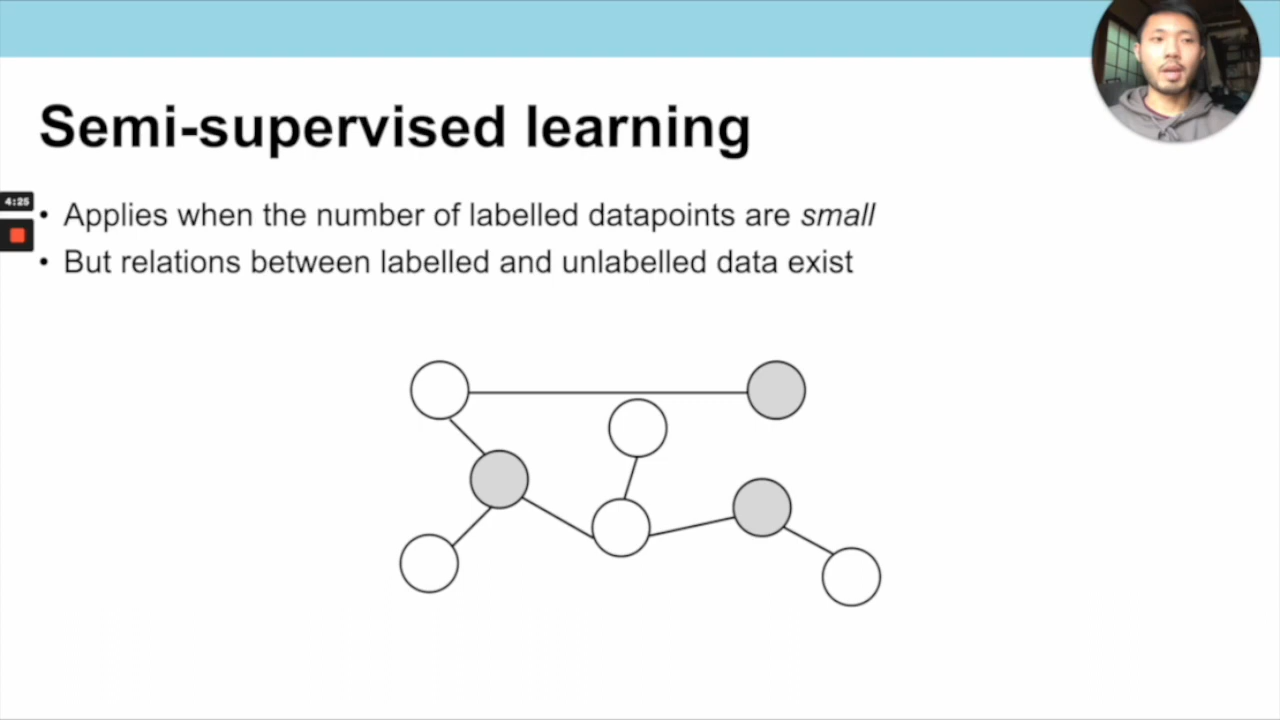 Semi-supervised learning
4:25
• Applies when the number of labelled datapoints are small
• But relations between labelled and unlabelled data exist